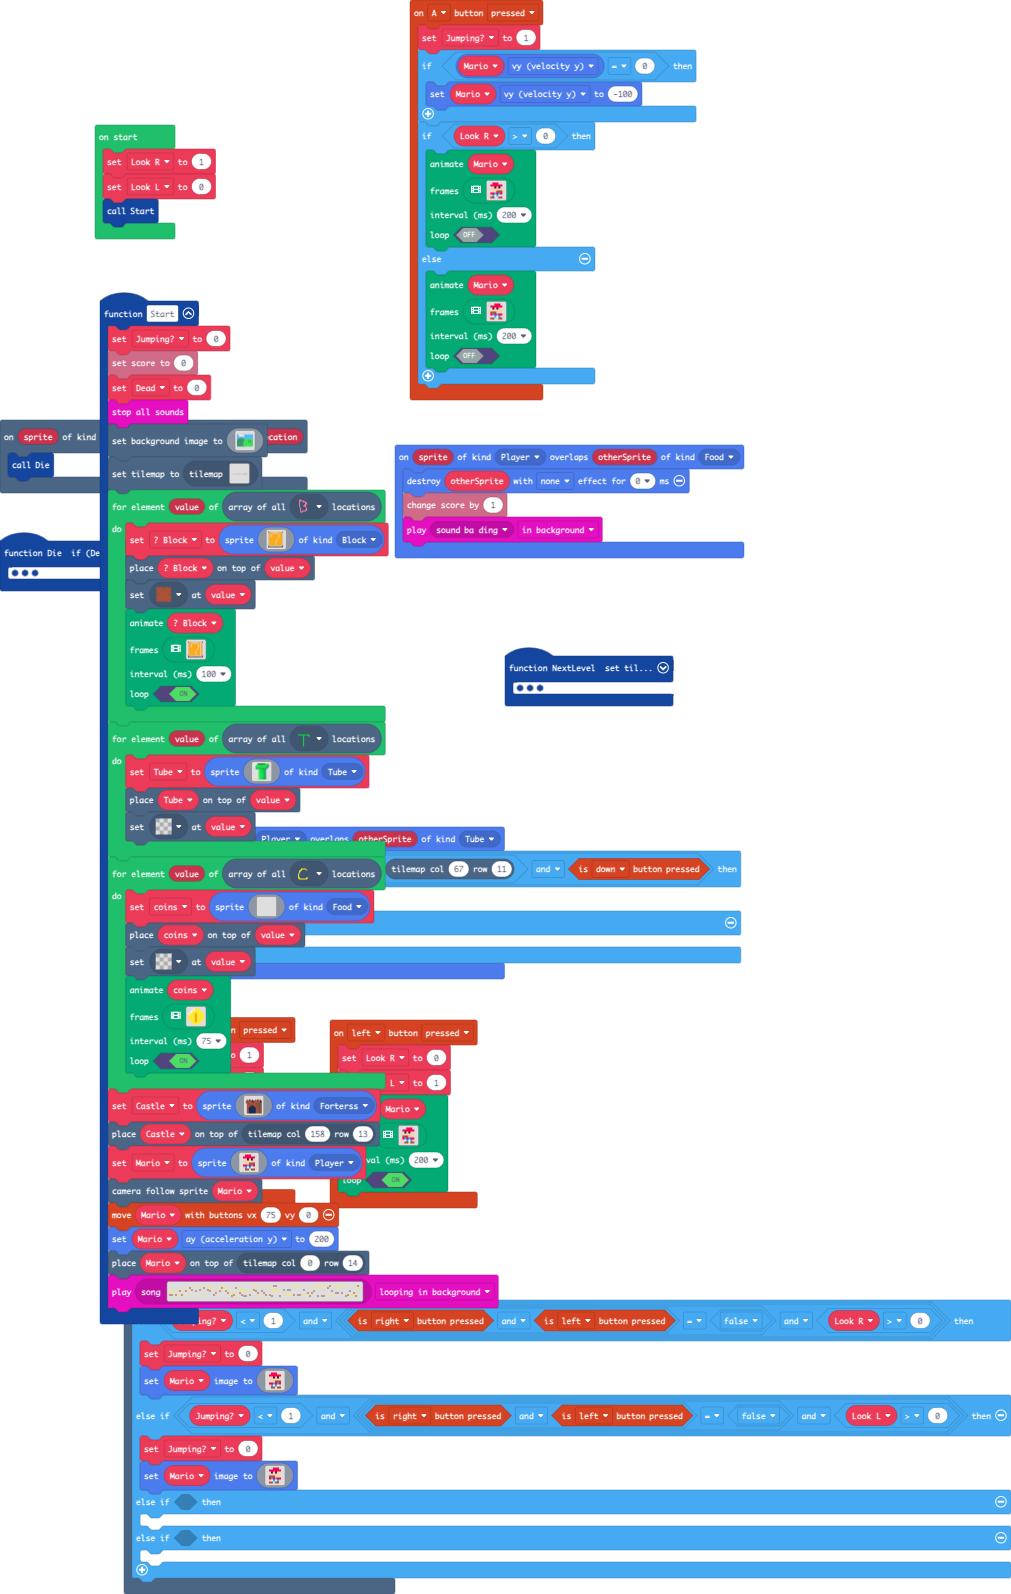 on A button pressed
set Jumping? to 1
if Mario vy (velocity y) = 0 then
set Mario vy (velocity y) to -100
if Look R > 0 then
animate Mario
frames
interval (ms) 200
loop OFF
else
animate Mario
frames
interval (ms) 200
loop OFF
on start
set Look R to 1
set Look L to 0
call Start
function Start
set Jumping? to 0
set score to 0
set Dead to 0
stop all sounds
set background image to
set tilemap to tilemap
for element value of array of all locations
do
set ? Block to sprite of kind Block
place ? Block on top of value
set at value
animate ? Block
frames
interval (ms) 100
loop ON
for element value of array of all locations
do
set Tube to sprite of kind Tube
place Tube on top of value
set at value
for element value of array of all locations
do
set coins to sprite of kind Food
place coins on top of value
set at value
animate coins
frames
interval (ms) 75
loop ON
set Castle to sprite of kind Forterss
place Castle on top of tilemap col 158 row 13
set Mario to sprite of kind Player
camera follow sprite Mario
move Mario with buttons vx 75 vy 0
set Mario ay (acceleration y) to 200
place Mario on top of tilemap col 0 row 14
play song looping in background
on sprite of kind
call Die
function Die if (De
on sprite of kind Player overlaps otherSprite of kind Food
destroy otherSprite with none effect for 0 ms
change score by 1
play sound ba ding in background
function NextLevel set til...
Player overlaps otherSprite of kind Tube
tilemap col 67 row 11 and is down button pressed then
pressed
1
on left button pressed
set Look R to 0
L to 1
Mario
(ms) 200
loop ON
< 1 and is right button pressed and is left button pressed = false and Look R > 0 then
set Jumping? to 0
set Mario image to
else if Jumping? < 1 and is right button pressed and is left button pressed = false and Look L > 0 then
set Jumping? to 0
set Mario image to
else if then
else if then